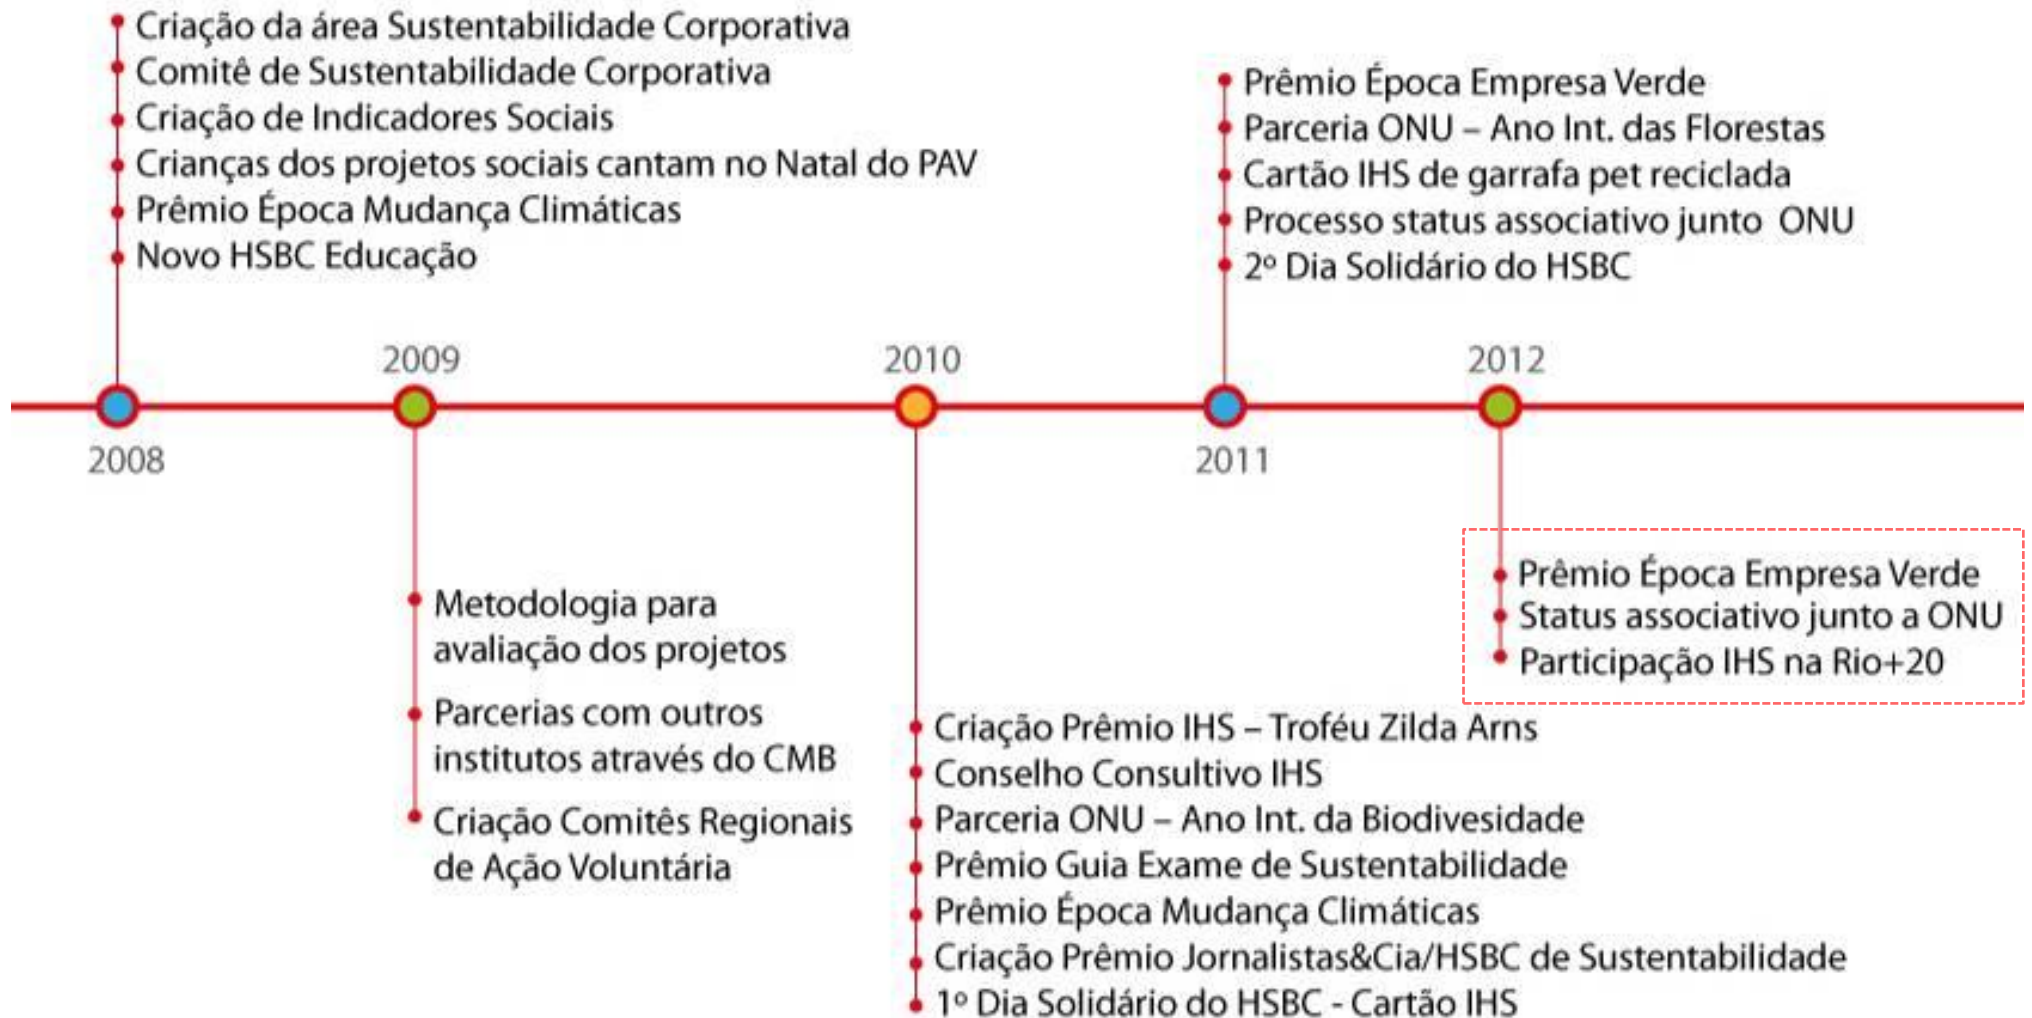 Criação da área Sustentabilidade Corporativa
Comitê de Sustentabilidade Corporativa
Criação de Indicadores Sociais
Crianças dos projetos sociais cantam no Natal do PAV
Prêmio Época Mudança Climáticas
Novo HSBC Educação
2008
2009
Metodologia para
avaliação dos projetos
Parcerias com outros
institutos através do CMB
Criação Comitês Regionais
de Ação Voluntária
2010
Criação Prêmio IHS – Troféu Zilda Arns
Conselho Consultivo IHS
Parceria ONU – Ano Int. da Biodivesidade
Prêmio Guia Exame de Sustentabilidade
Prêmio Época Mudança Climáticas
Criação Prêmio Jornalistas&Cia/HSBC de Sustentabilidade
1º Dia Solidário do HSBC - Cartão IHS
Prêmio Época Empresa Verde
Parceria ONU – Ano Int. das Florestas
Cartão IHS de garrafa pet reciclada
Processo status associativo junto ONU
2º Dia Solidário do HSBC
2011
2012
Prêmio Época Empresa Verde
Status associativo junto a ONU
Participação IHS na Rio+20